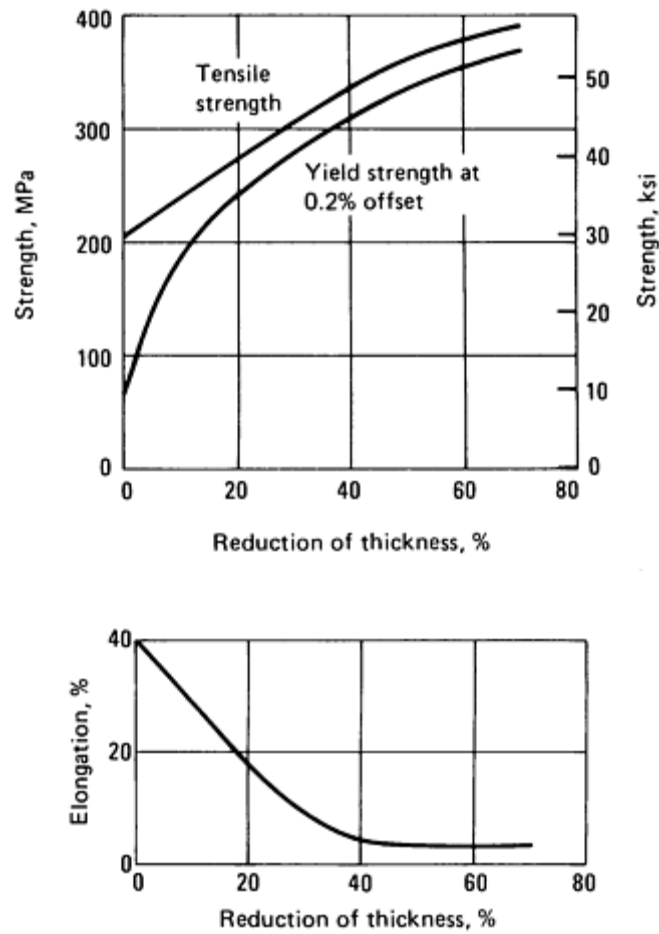 400
300
200
100
0
Strength, MPa
Tensile
strength
Yield strength at
0.2% offset
50
40
30
20
10
0
Strength, ksi
0 20 40 60 80
Reduction of thickness, %
40
20
0
Elongation, %
0 20 40 60 80
Reduction of thickness, %